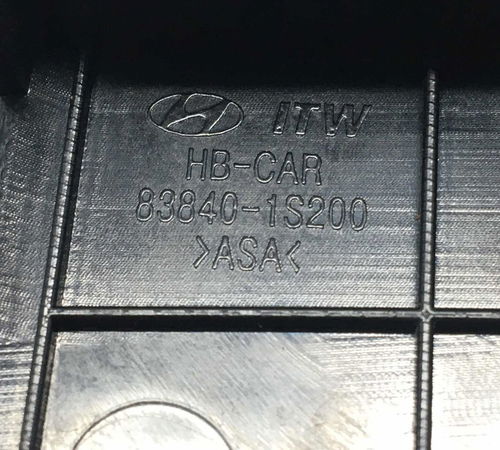 ITW
HB-CAR
83840-1S200
>ASA<